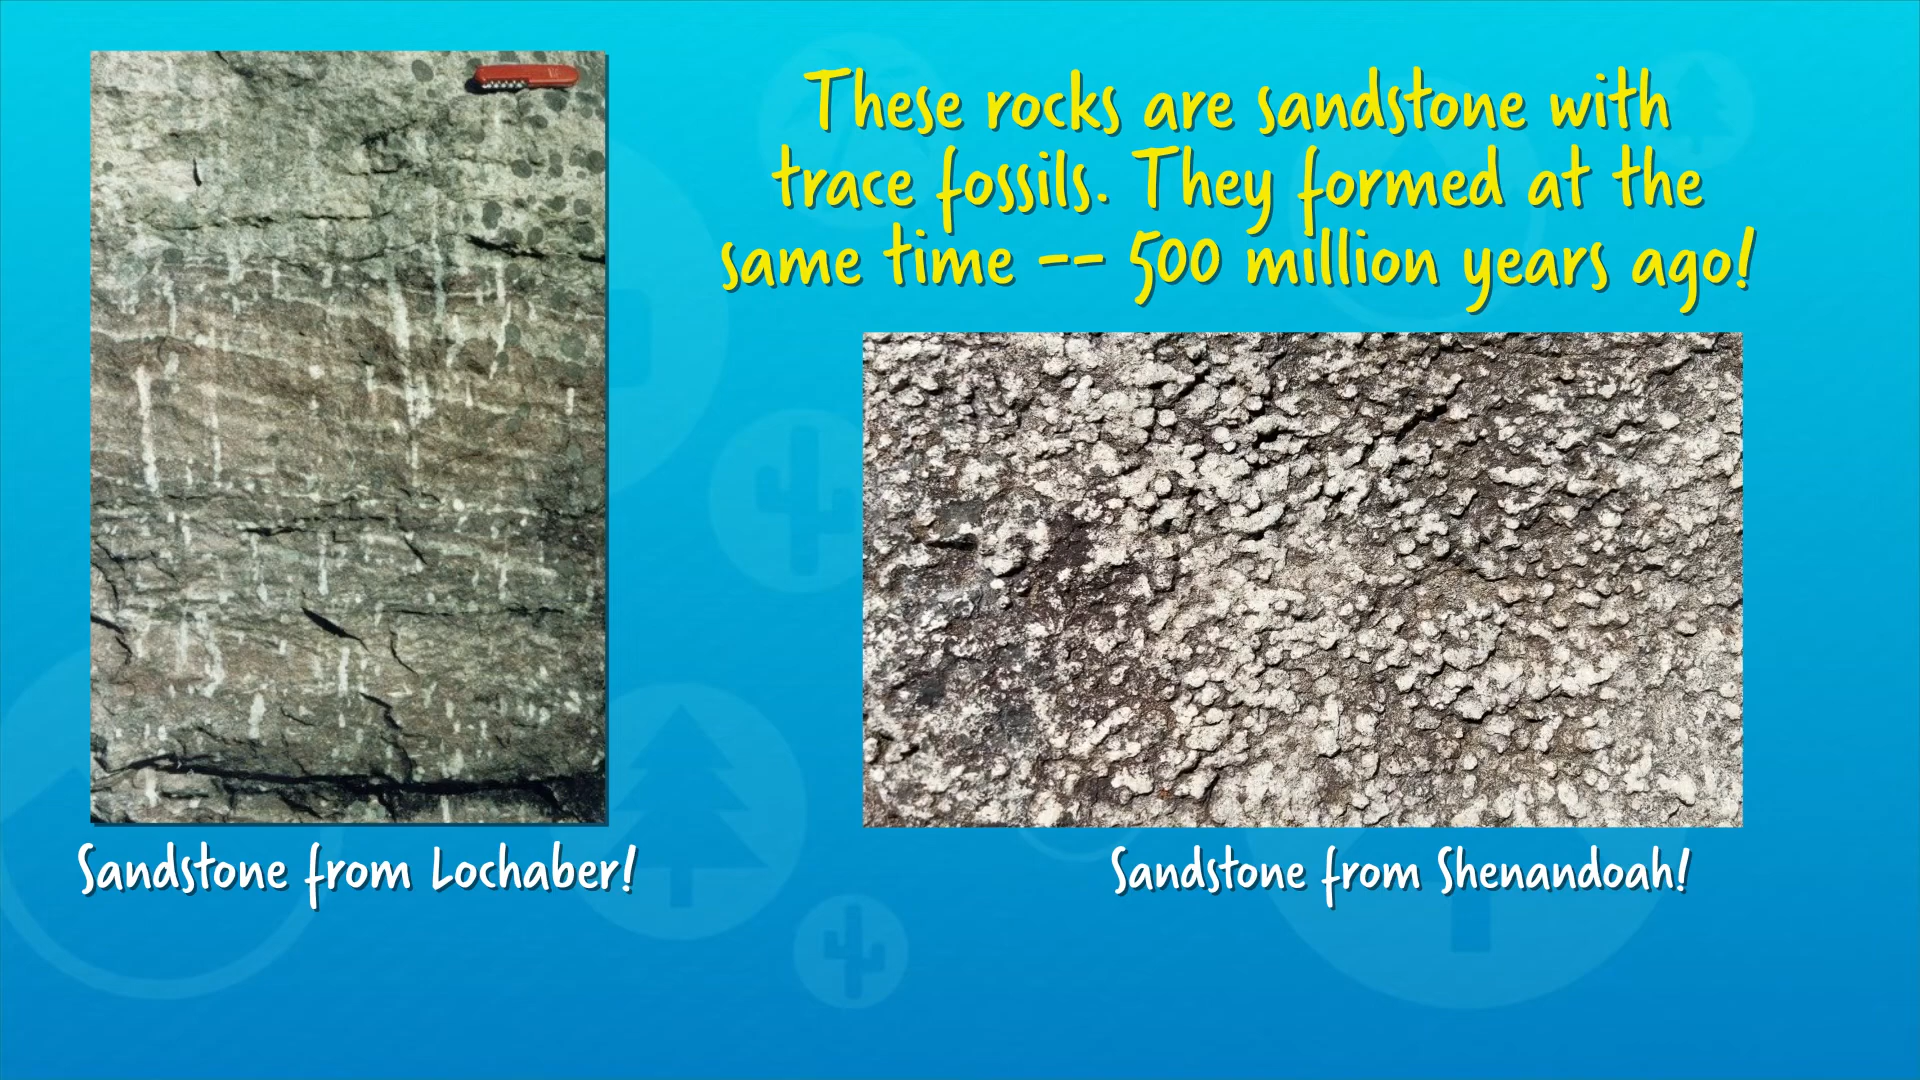 These rocks are sandstone with
trace fossils. They formed at the
same time -- 500 million years ago!
Sandstone from Lochaber!
Sandstone from Shenandoah!